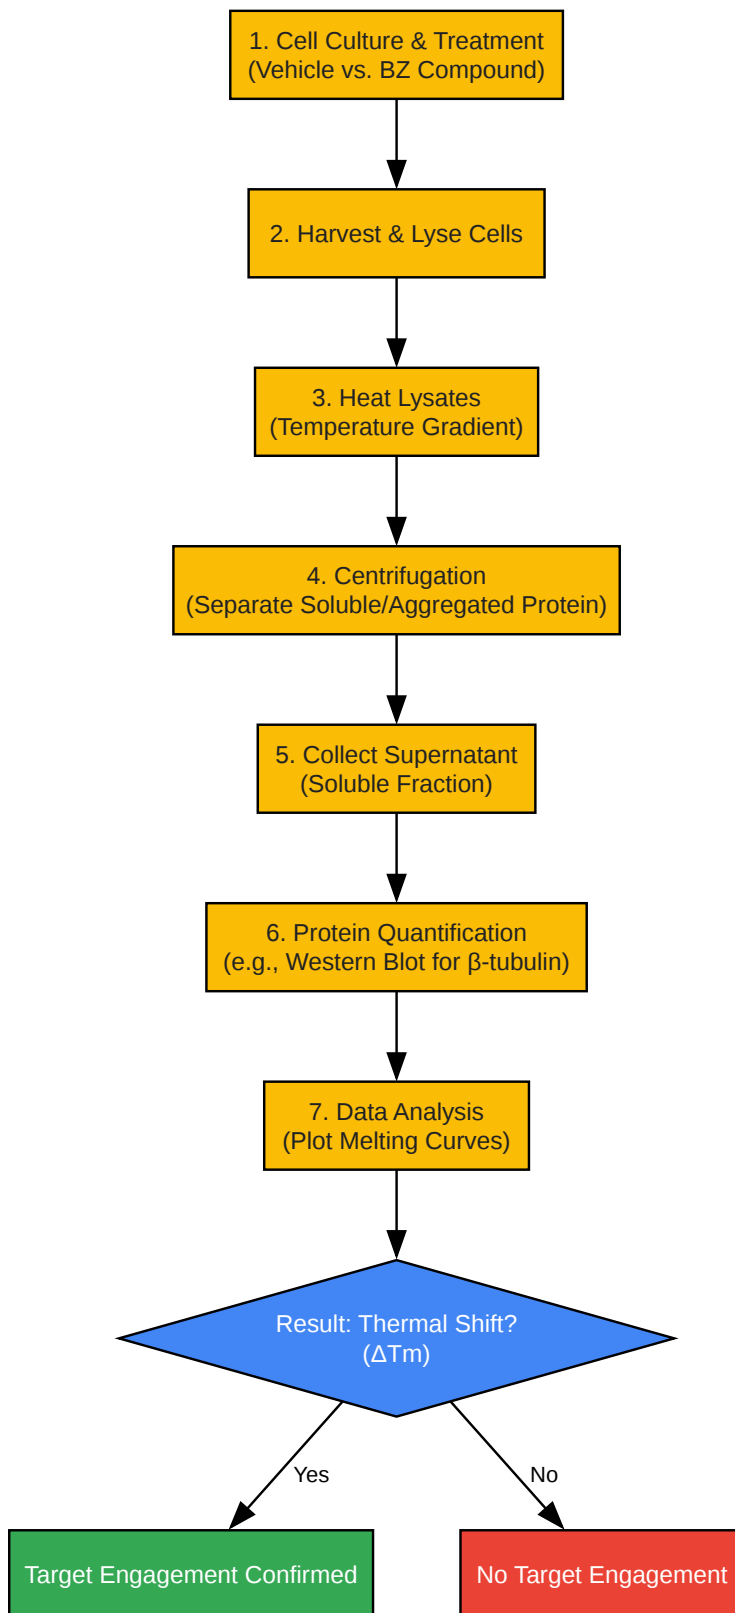 1. Cell Culture & Treatment
(Vehicle vs. BZ Compound)
2. Harvest & Lyse Cells
3. Heat Lysates
(Temperature Gradient)
4. Centrifugation
(Separate Soluble/Aggregated Protein)
5. Collect Supernatant
(Soluble Fraction)
6. Protein Quantification
(e.g., Western Blot for β-tubulin)
7. Data Analysis
(Plot Melting Curves)
Result: Thermal Shift?
(ΔTm)
Yes
No
Target Engagement Confirmed
No Target Engagement